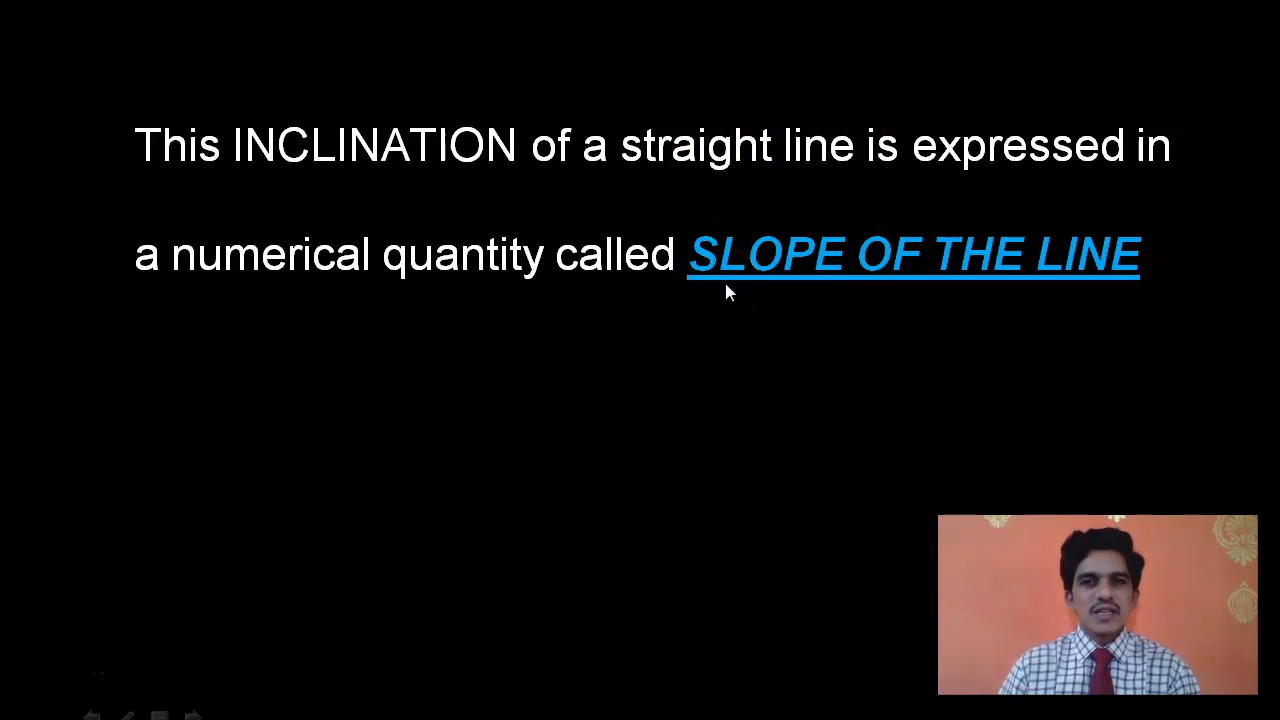 This INCLINATION of a straight line is expressed in
a numerical quantity called SLOPE OF THE LINE